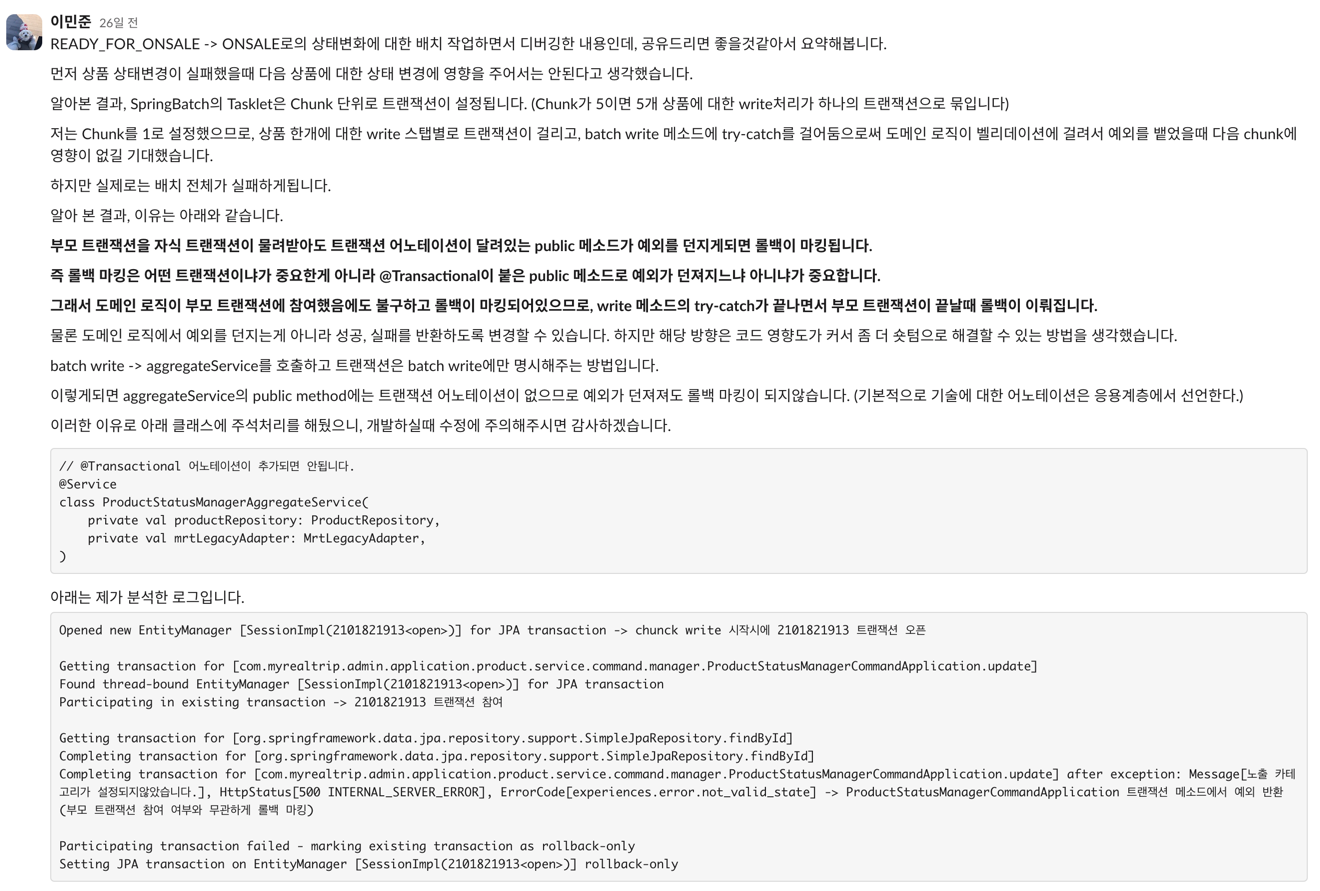 이민준 26일 전
READY_FOR_ONSALE -> ONSALE로의 상태변화에 대한 배치 작업하면서 디버깅한 내용인데, 공유드리면 좋을것같아서 요약해봅니다.
먼저 상품 상태변경이 실패했을때 다음 상품에 대한 상태 변경에 영향을 주어서는 안된다고 생각했습니다.
알아본 결과, SpringBatch의 Tasklet은 Chunk 단위로 트랜잭션이 설정됩니다. (Chunk가 5이면 5개 상품에 대한 write처리가 하나의 트랜잭션으로 묶입니다)
저는 Chunk를 1로 설정했으므로, 상품 한개에 대한 write 스탭별로 트랜잭션이 걸리고, batch write 메소드에 try-catch를 걸어둠으로써 도메인 로직이 벨리데이션에 걸려서 예외를 뱉었을때 다음 chunk에
영향이 없길 기대했습니다.
하지만 실제로는 배치 전체가 실패하게됩니다.
알아 본 결과, 이유는 아래와 같습니다.
부모 트랜잭션을 자식 트랜잭션이 물려받아도 트랜잭션 어노테이션이 달려있는 public 메소드가 예외를 던지게되면 롤백이 마킹됩니다.
즉 롤백 마킹은 어떤 트랜잭션이냐가 중요한게 아니라 @Transactional이 붙은 public 메소드로 예외가 던져지느냐 아니냐가 중요합니다.
그래서 도메인 로직이 부모 트랜잭션에 참여했음에도 불구하고 롤백이 마킹되어있으므로, write 메소드의 try-catch가 끝나면서 부모 트랜잭션이 끝날때 롤백이 이뤄집니다.
물론 도메인 로직에서 예외를 던지는게 아니라 성공, 실패를 반환하도록 변경할 수 있습니다. 하지만 해당 방향은 코드 영향도가 커서 좀 더 숏텀으로 해결할 수 있는 방법을 생각했습니다.
batch write -> aggregateService를 호출하고 트랜잭션은 batch write에만 명시해주는 방법입니다.
이렇게되면 aggregateService의 public method에는 트랜잭션 어노테이션이 없으므로 예외가 던져져도 롤백 마킹이 되지않습니다. (기본적으로 기술에 대한 어노테이션은 응용계층에서 선언한다.)
이러한 이유로 아래 클래스에 주석처리를 해뒀으니, 개발하실때 수정에 주의해주시면 감사하겠습니다.
// @Transactional 어노테이션이 추가되면 안됩니다.
@Service
class ProductStatusManagerAggregateService(
    private val productRepository: ProductRepository,
    private val mrtLegacyAdapter: MrtLegacyAdapter,
)
아래는 제가 분석한 로그입니다.
Opened new EntityManager [SessionImpl(2101821913<open>)] for JPA transaction -> chunck write 시작시에 2101821913 트랜잭션 오픈
Getting transaction for [com.myrealtrip.admin.application.product.service.command.manager.ProductStatusManagerCommandApplication.update]
Found thread-bound EntityManager [SessionImpl(2101821913<open>)] for JPA transaction
Participating in existing transaction -> 2101821913 트랜잭션 참여
Getting transaction for [org.springframework.data.jpa.repository.support.SimpleJpaRepository.findById]
Completing transaction for [org.springframework.data.jpa.repository.support.SimpleJpaRepository.findById]
Completing transaction for [com.myrealtrip.admin.application.product.service.command.manager.ProductStatusManagerCommandApplication.update] after exception: Message[노출 카테
고리가 설정되지않았습니다.], HttpStatus[500 INTERNAL_SERVER_ERROR], ErrorCode[experiences.error.not_valid_state] -> ProductStatusManagerCommandApplication 트랜잭션 메소드에서 예외 반환
(부모 트랜잭션 참여 여부와 무관하게 롤백 마킹)
Participating transaction failed - marking existing transaction as rollback-only
Setting JPA transaction on EntityManager [SessionImpl(2101821913<open>)] rollback-only